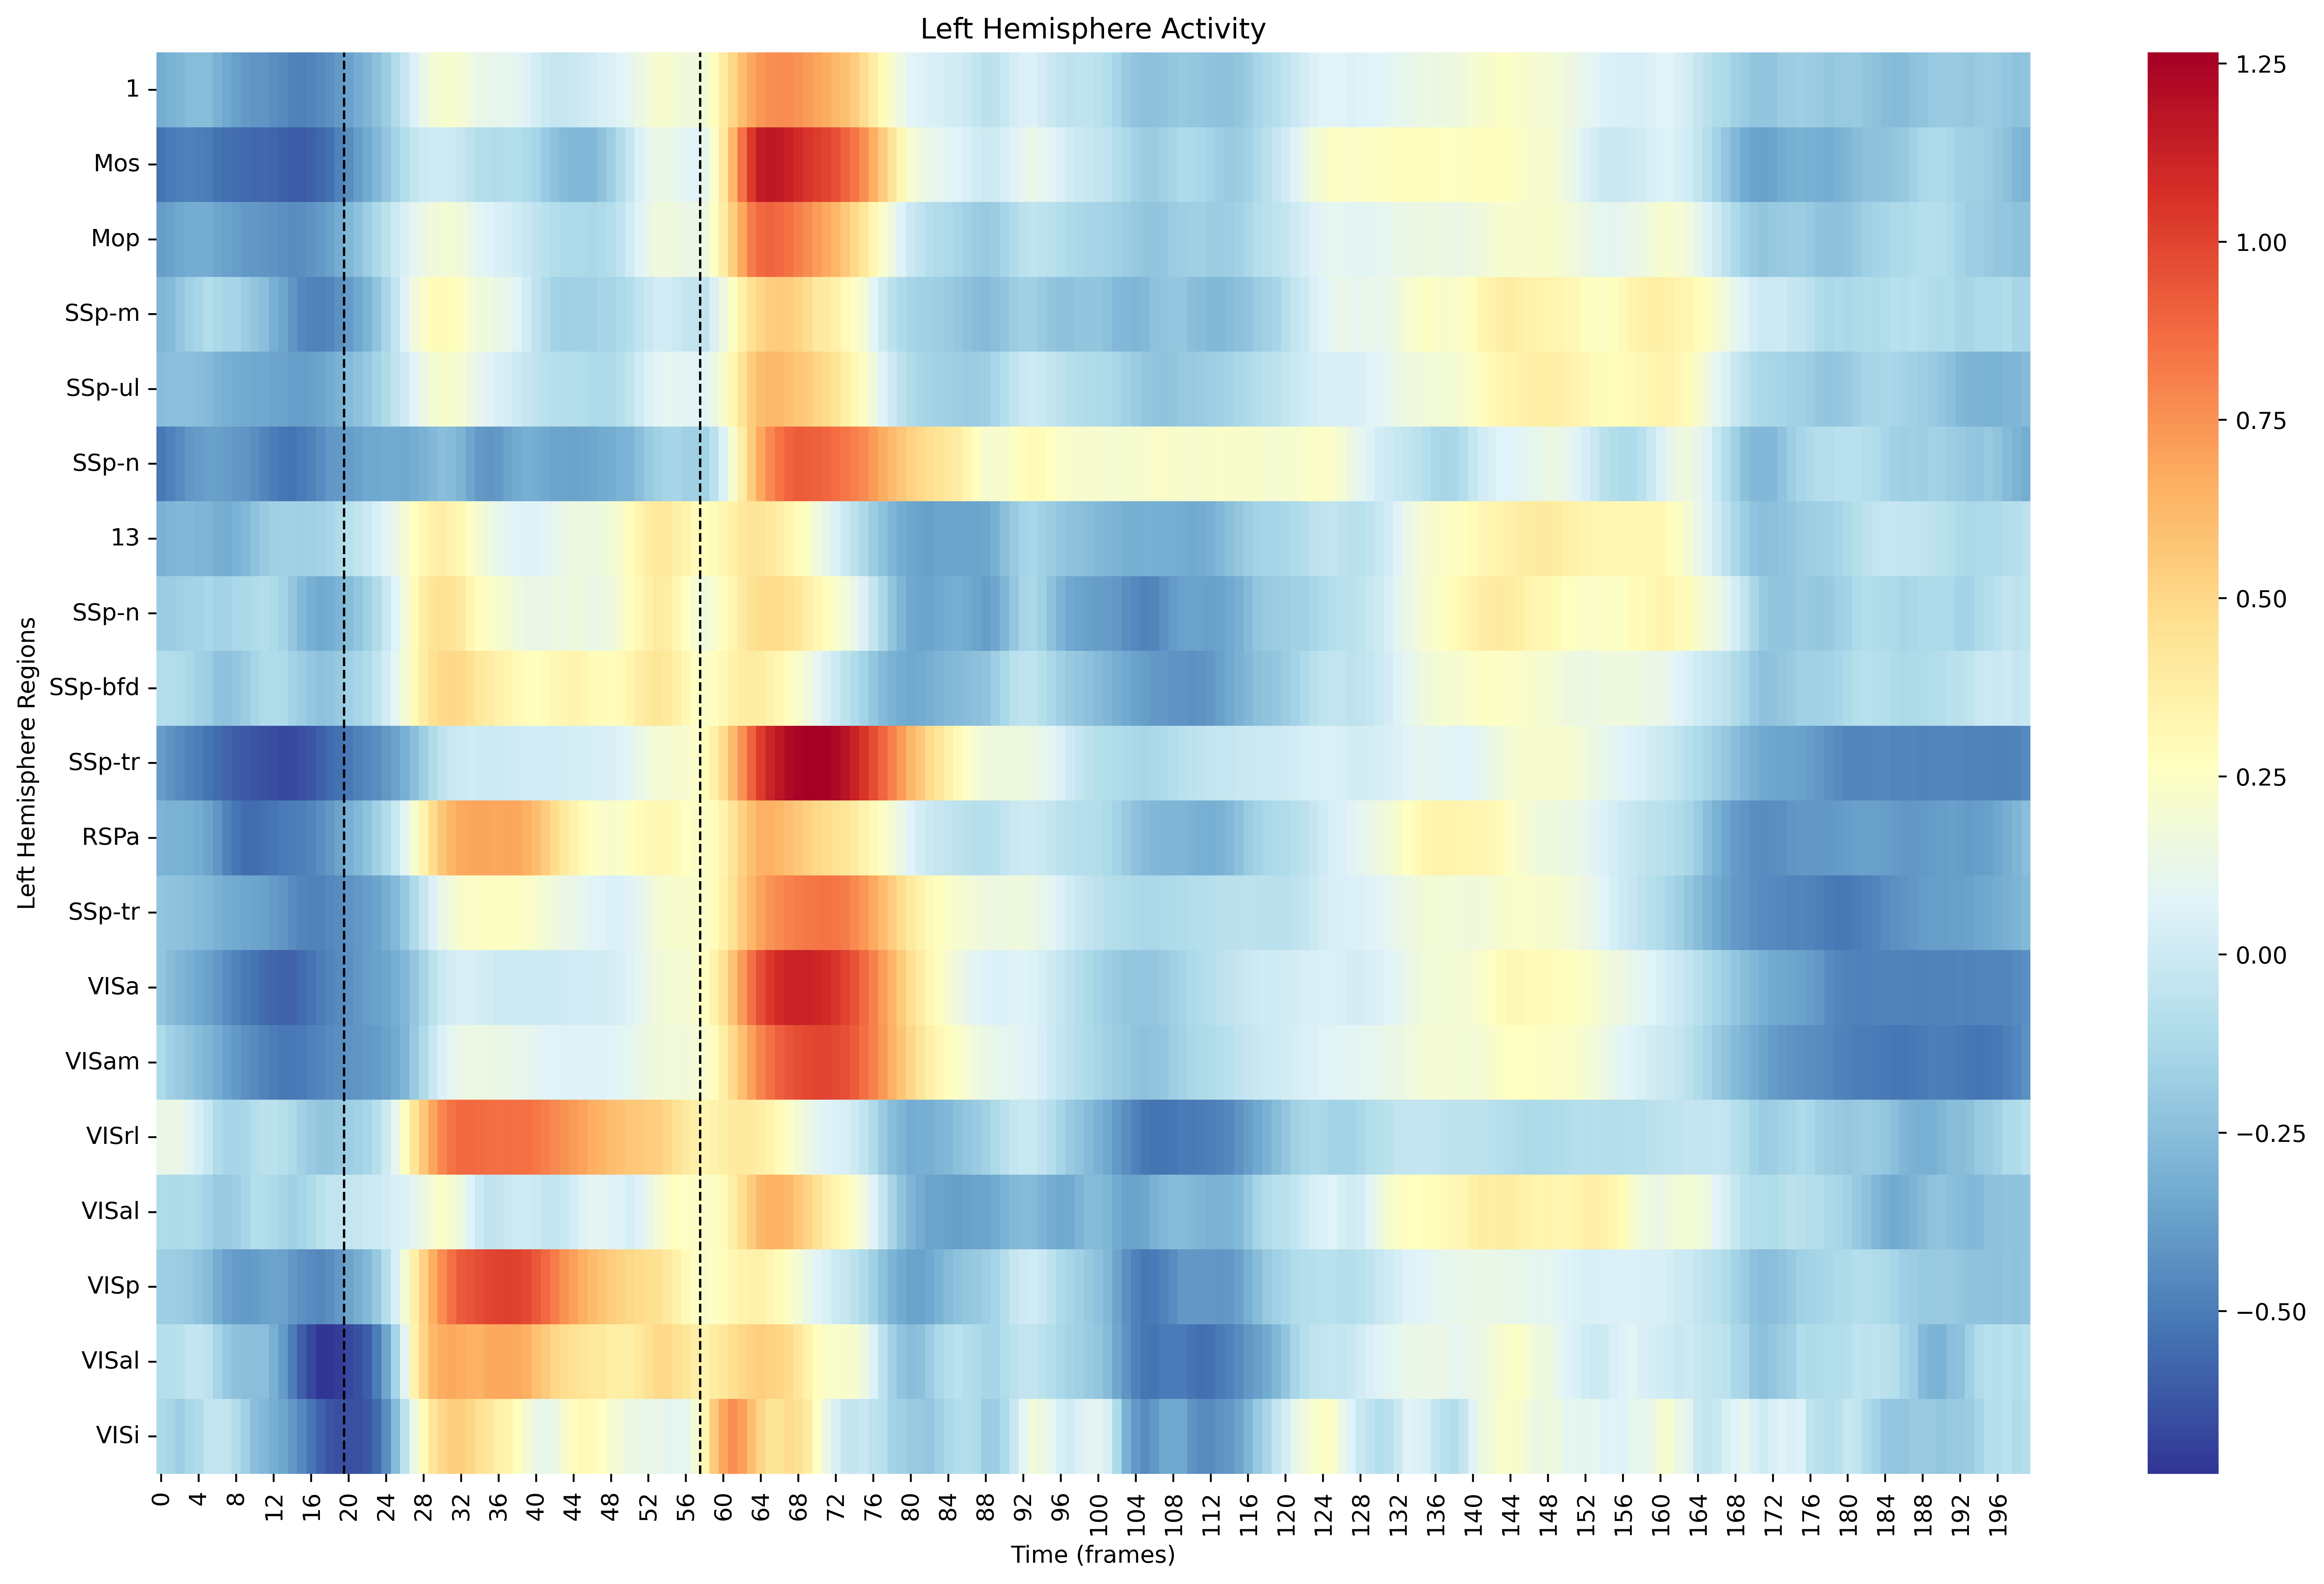 Left Hemisphere Activity
Left Hemisphere Regions
1
Mos
Mop
SSp-m
SSp-ul
SSp-n
13
SSp-n
SSp-bfd
SSp-tr
RSPa
SSp-tr
VISa
VISam
VISrl
VISal
VISp
VISal
VISi
0 4 8 12 16 20 24 28 32 36 40 44 48 52 56 60 64 68 72 76 80 84 88 92 96 100 104 108 112 116 120 124 128 132 136 140 144 148 152 156 160 164 168 172 176 180 184 188 192 196
Time (frames)
1.25
1.00
0.75
0.50
0.25
0.00
−0.25
−0.50